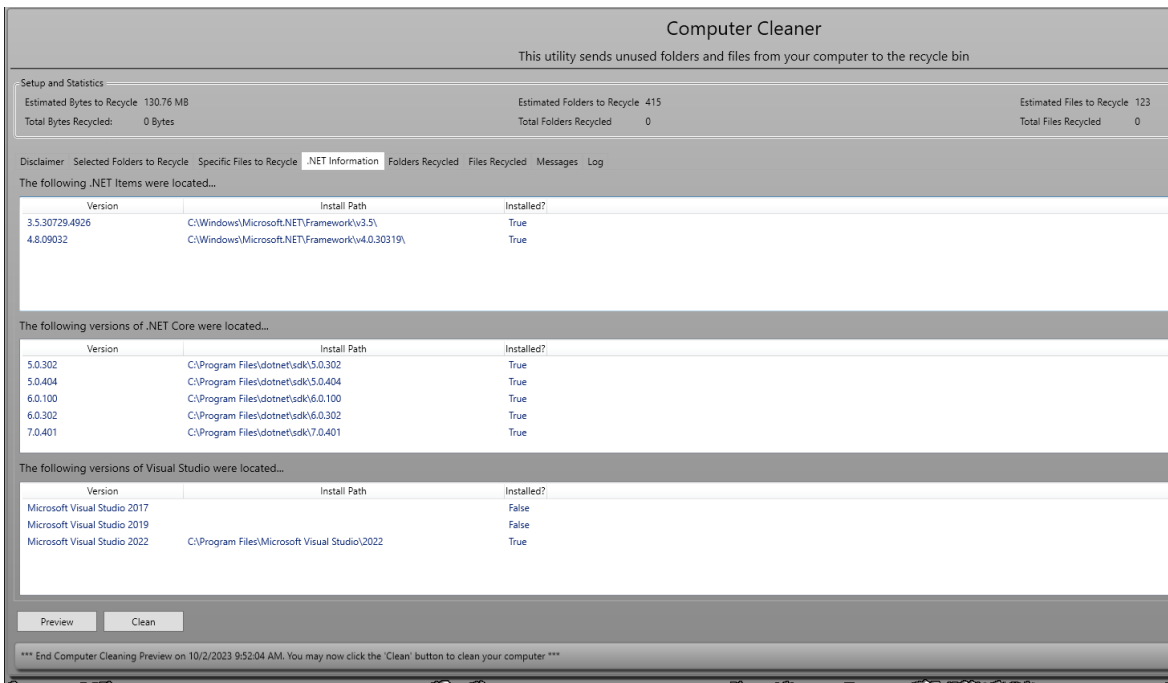 Computer Cleaner
This utility sends unused folders and files from your computer to the recycle bin
Setup and Statistics
Estimated Bytes to Recycle 130.76 MB Estimated Folders to Recycle 415 Estimated Files to Recycle 123
Total Bytes Recycled: 0 Bytes Total Folders Recycled 0 Total Files Recycled 0
Disclaimer Selected Folders to Recycle Specific Files to Recycle .NET Information Folders Recycled Files Recycled Messages Log
The following .NET Items were located...
Version Install Path Installed?
3.5.30729.4926 C:\Windows\Microsoft.NET\Framework\v3.5\ True
4.8.09032 C:\Windows\Microsoft.NET\Framework\v4.0.30319\ True
The following versions of .NET Core were located...
Version Install Path Installed?
5.0.302 C:\Program Files\dotnet\sdk\5.0.302 True
5.0.404 C:\Program Files\dotnet\sdk\5.0.404 True
6.0.100 C:\Program Files\dotnet\sdk\6.0.100 True
6.0.302 C:\Program Files\dotnet\sdk\6.0.302 True
7.0.401 C:\Program Files\dotnet\sdk\7.0.401 True
The following versions of Visual Studio were located...
Version Install Path Installed?
Microsoft Visual Studio 2017 False
Microsoft Visual Studio 2019 False
Microsoft Visual Studio 2022 C:\Program Files\Microsoft Visual Studio\2022 True
Preview Clean
*** End Computer Cleaning Preview on 10/2/2023 9:52:04 AM. You may now click the 'Clean' button to clean your computer ***